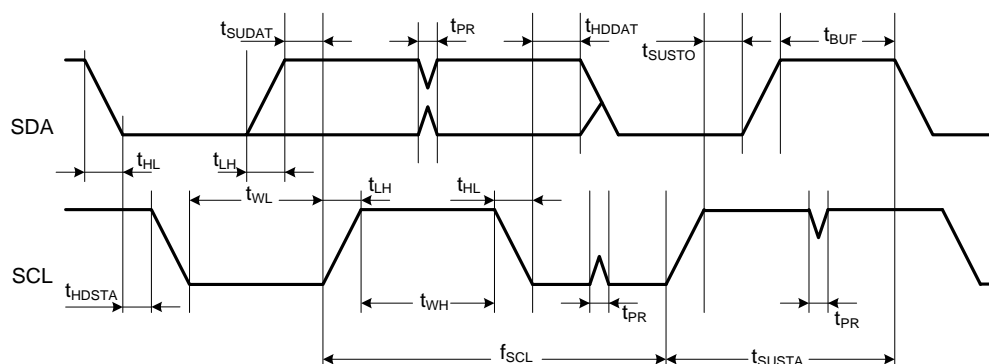 tSUDAT tPR tHDDAT tSUSTO tBUF
SDA
tHL tLH tWL tLH tHL
SCL
tHDSTA tWH tPR tPR
fSCL tSUSTA